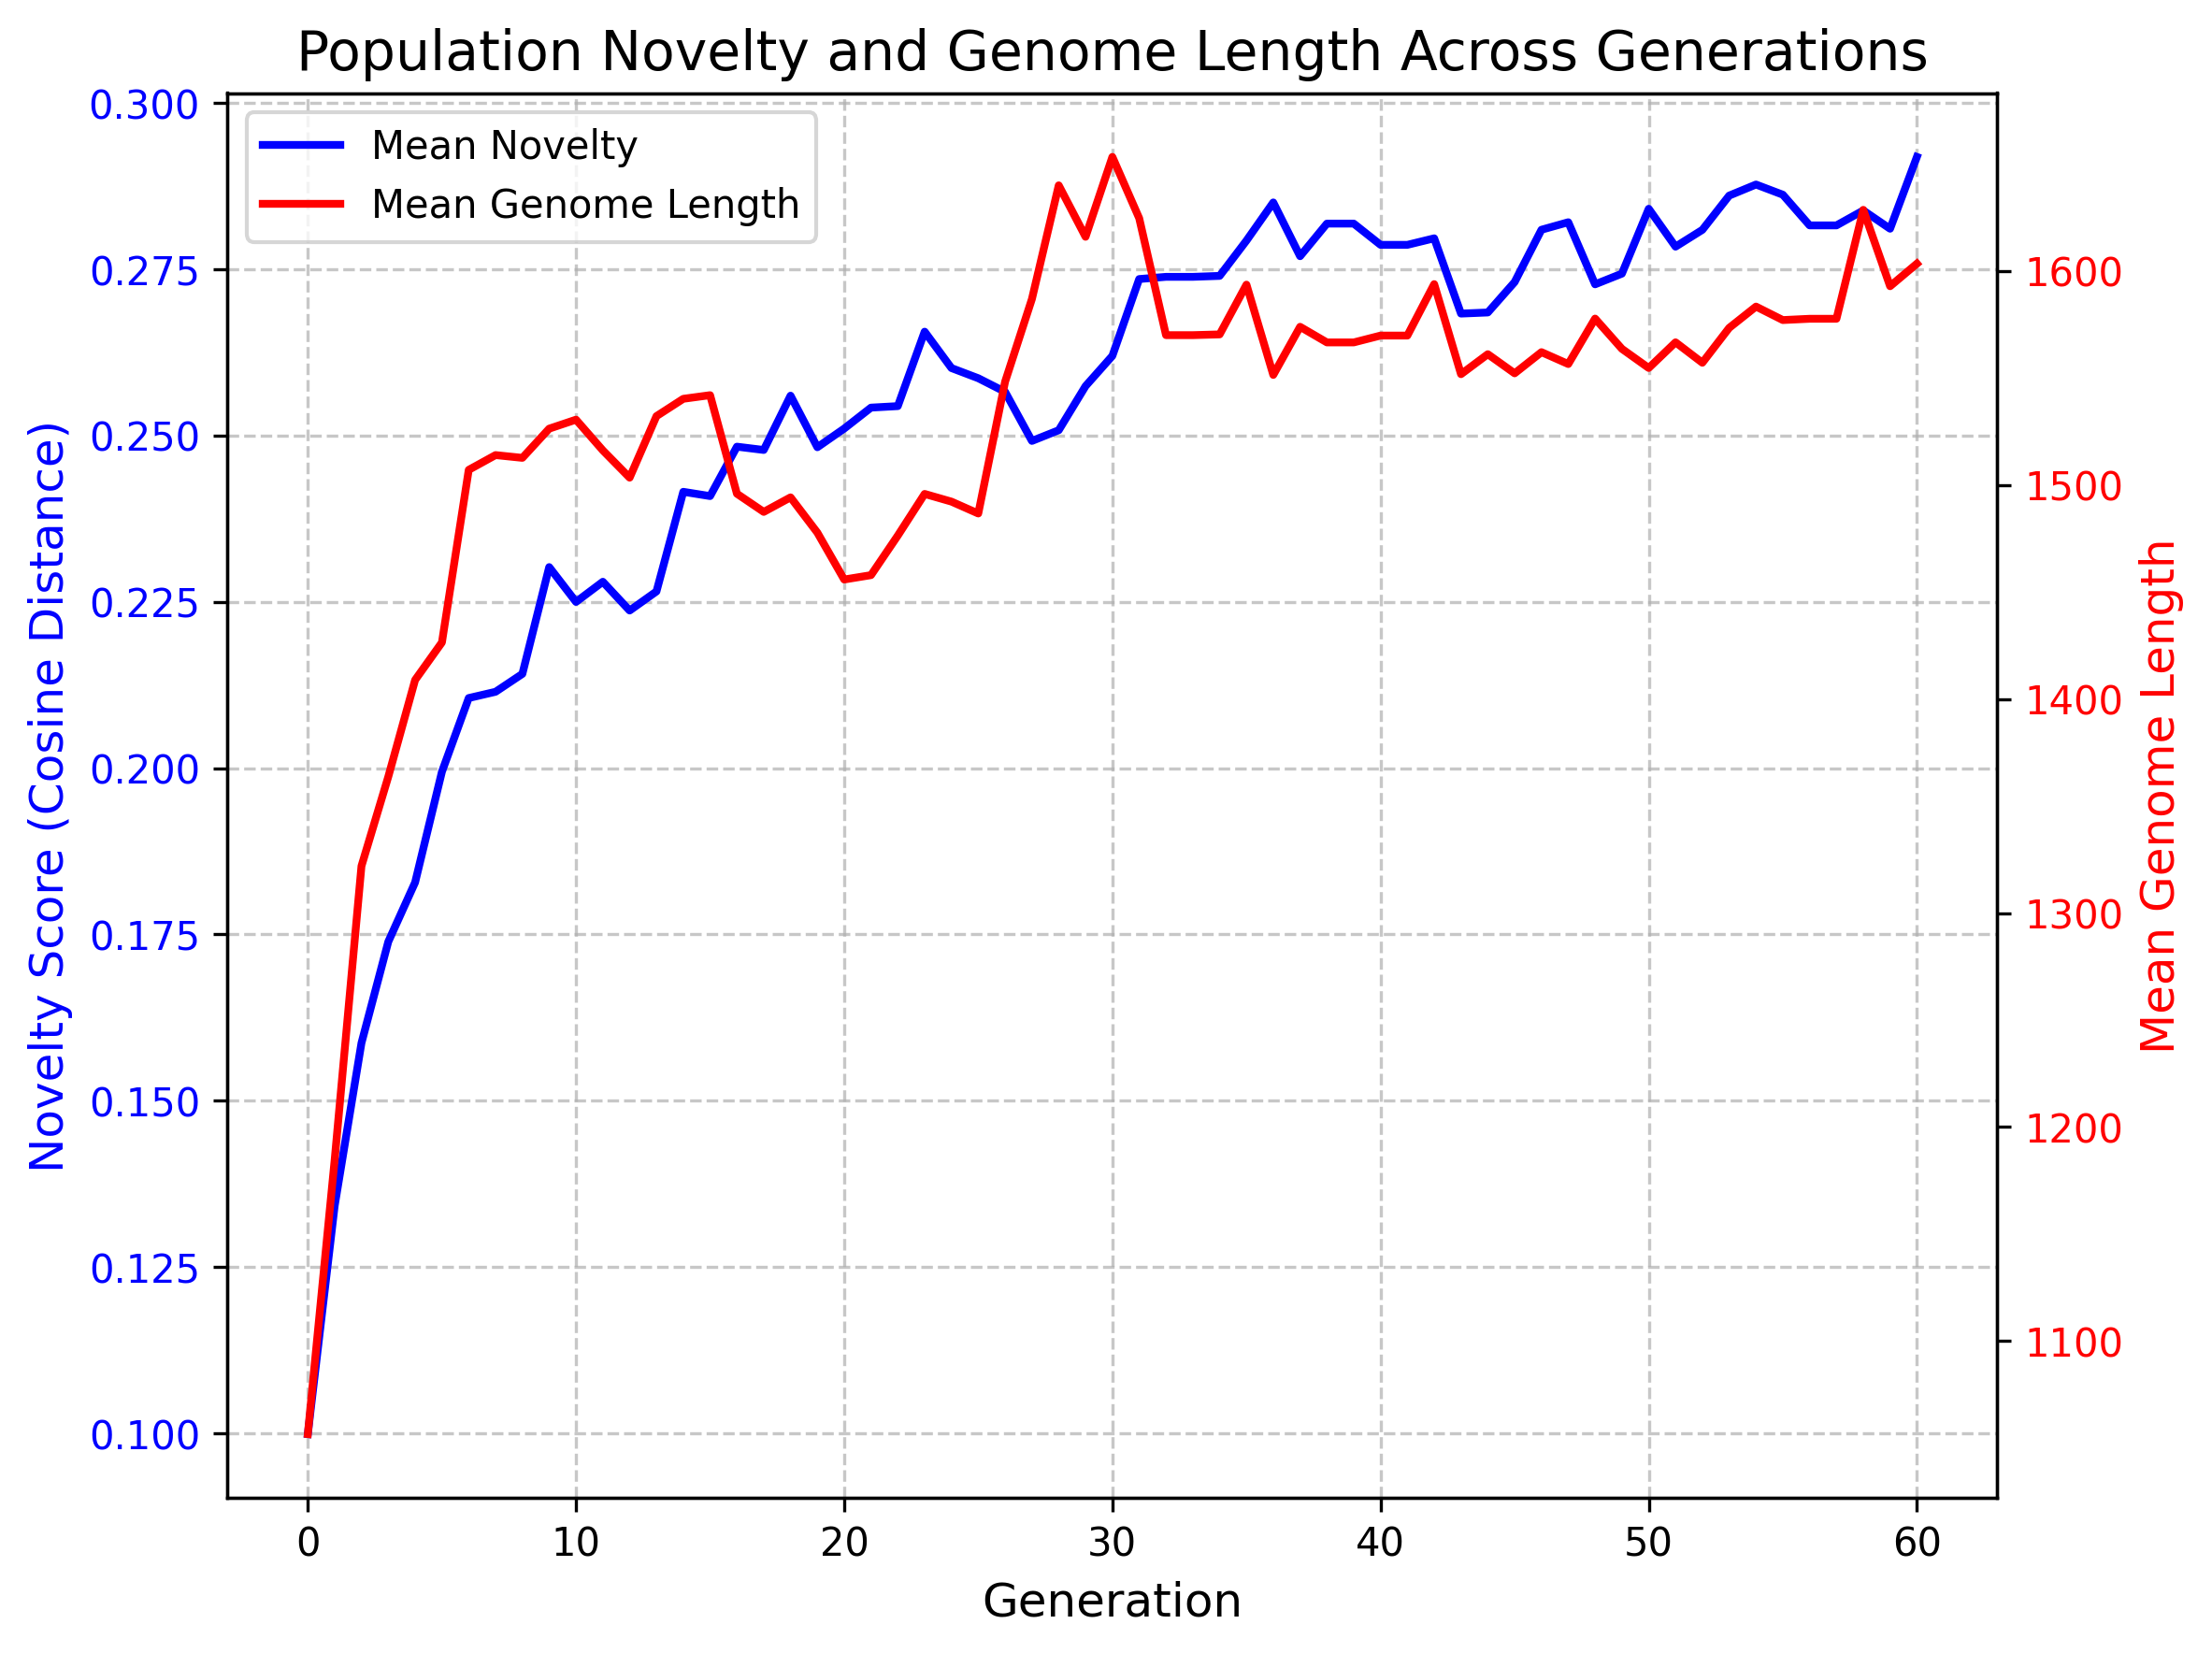 Population Novelty and Genome Length Across Generations
Mean Novelty
Mean Genome Length
Novelty Score (Cosine Distance)
0.300
0.275
0.250
0.225
0.200
0.175
0.150
0.125
0.100
1600
1500
1400
1300
1200
1100
Mean Genome Length
0 10 20 30 40 50 60
Generation